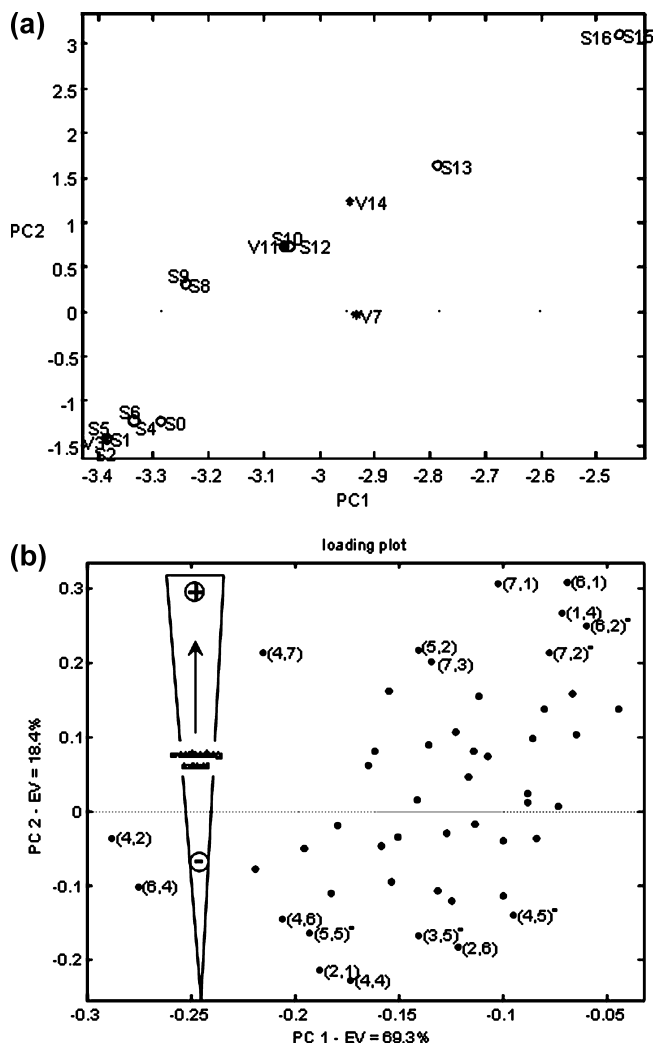 (a)
3
S16 S15
2.5
2
S13
1.5
V14
1
PC2
S10
V11 S12
0.5
S9
S8
0
V7
-0.5
-1
S6
S4 S0
S5
V3 S1
-1.5
S2
-3.4 -3.3 -3.2 -3.1 -3 -2.9 -2.8 -2.7 -2.6 -2.5
PC1
(b)
loading plot
0.3
(7,1) (6,1)
(1,4)
(6,2)-
(4,7) (5,2) (7,2)-
0.2
(7,3)
+
0.1
PC 2 - EV = 18.4%
0
(4,2)
-
(6,4)
-0.1
(4,6) (4,5)-
(5,5)- (3,5)- (2,6)
-0.2
(2,1)
(4,4)
-0.3 -0.25 -0.2 -0.15 -0.1 -0.05
PC 1 - EV = 69.3%